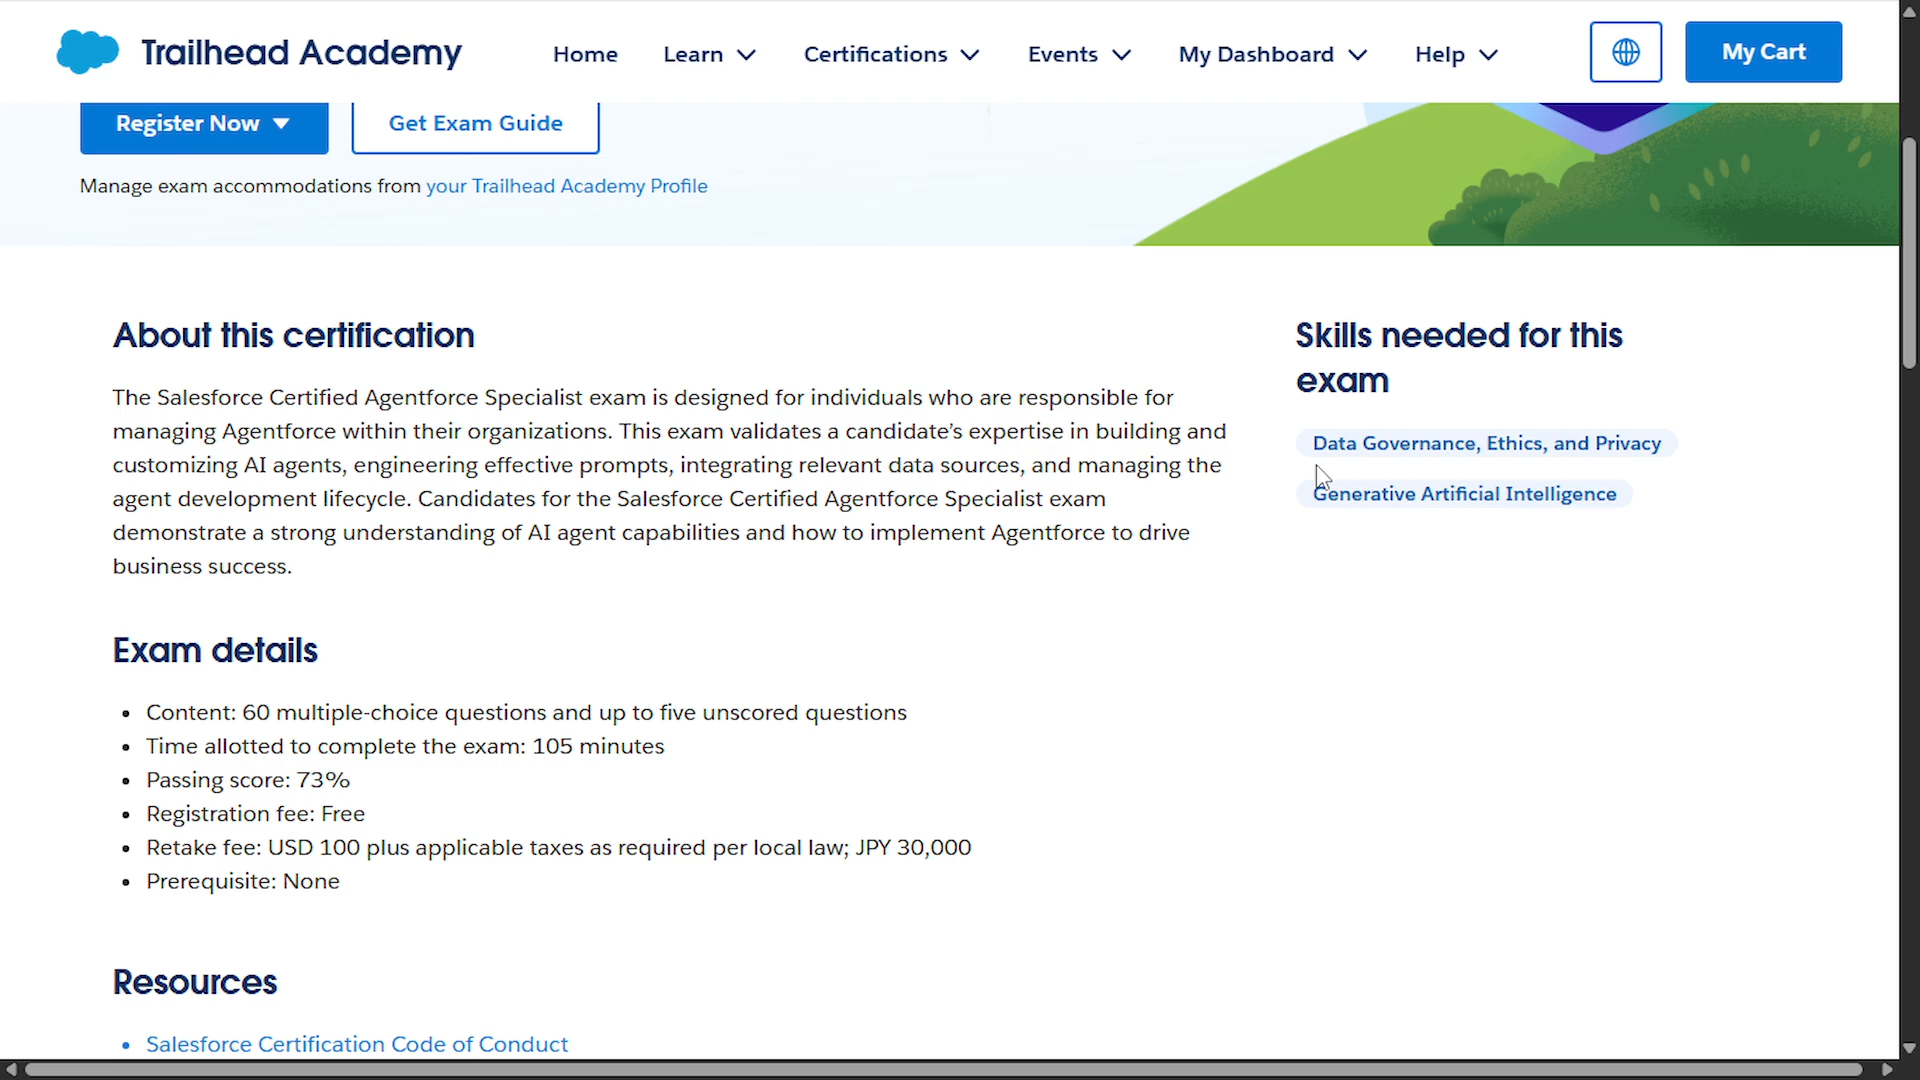 Trailhead Academy
Home
Learn
Certifications
Events
My Dashboard
Help
My Cart
Register Now
Get Exam Guide
Manage exam accommodations from your Trailhead Academy Profile
About this certification
The Salesforce Certified Agentforce Specialist exam is designed for individuals who are responsible for
managing Agentforce within their organizations. This exam validates a candidate’s expertise in building and
customizing AI agents, engineering effective prompts, integrating relevant data sources, and managing the
agent development lifecycle. Candidates for the Salesforce Certified Agentforce Specialist exam
demonstrate a strong understanding of AI agent capabilities and how to implement Agentforce to drive
business success.
Skills needed for this
exam
Data Governance, Ethics, and Privacy
Generative Artificial Intelligence
Exam details
• Content: 60 multiple-choice questions and up to five unscored questions
• Time allotted to complete the exam: 105 minutes
• Passing score: 73%
• Registration fee: Free
• Retake fee: USD 100 plus applicable taxes as required per local law; JPY 30,000
• Prerequisite: None
Resources
• Salesforce Certification Code of Conduct